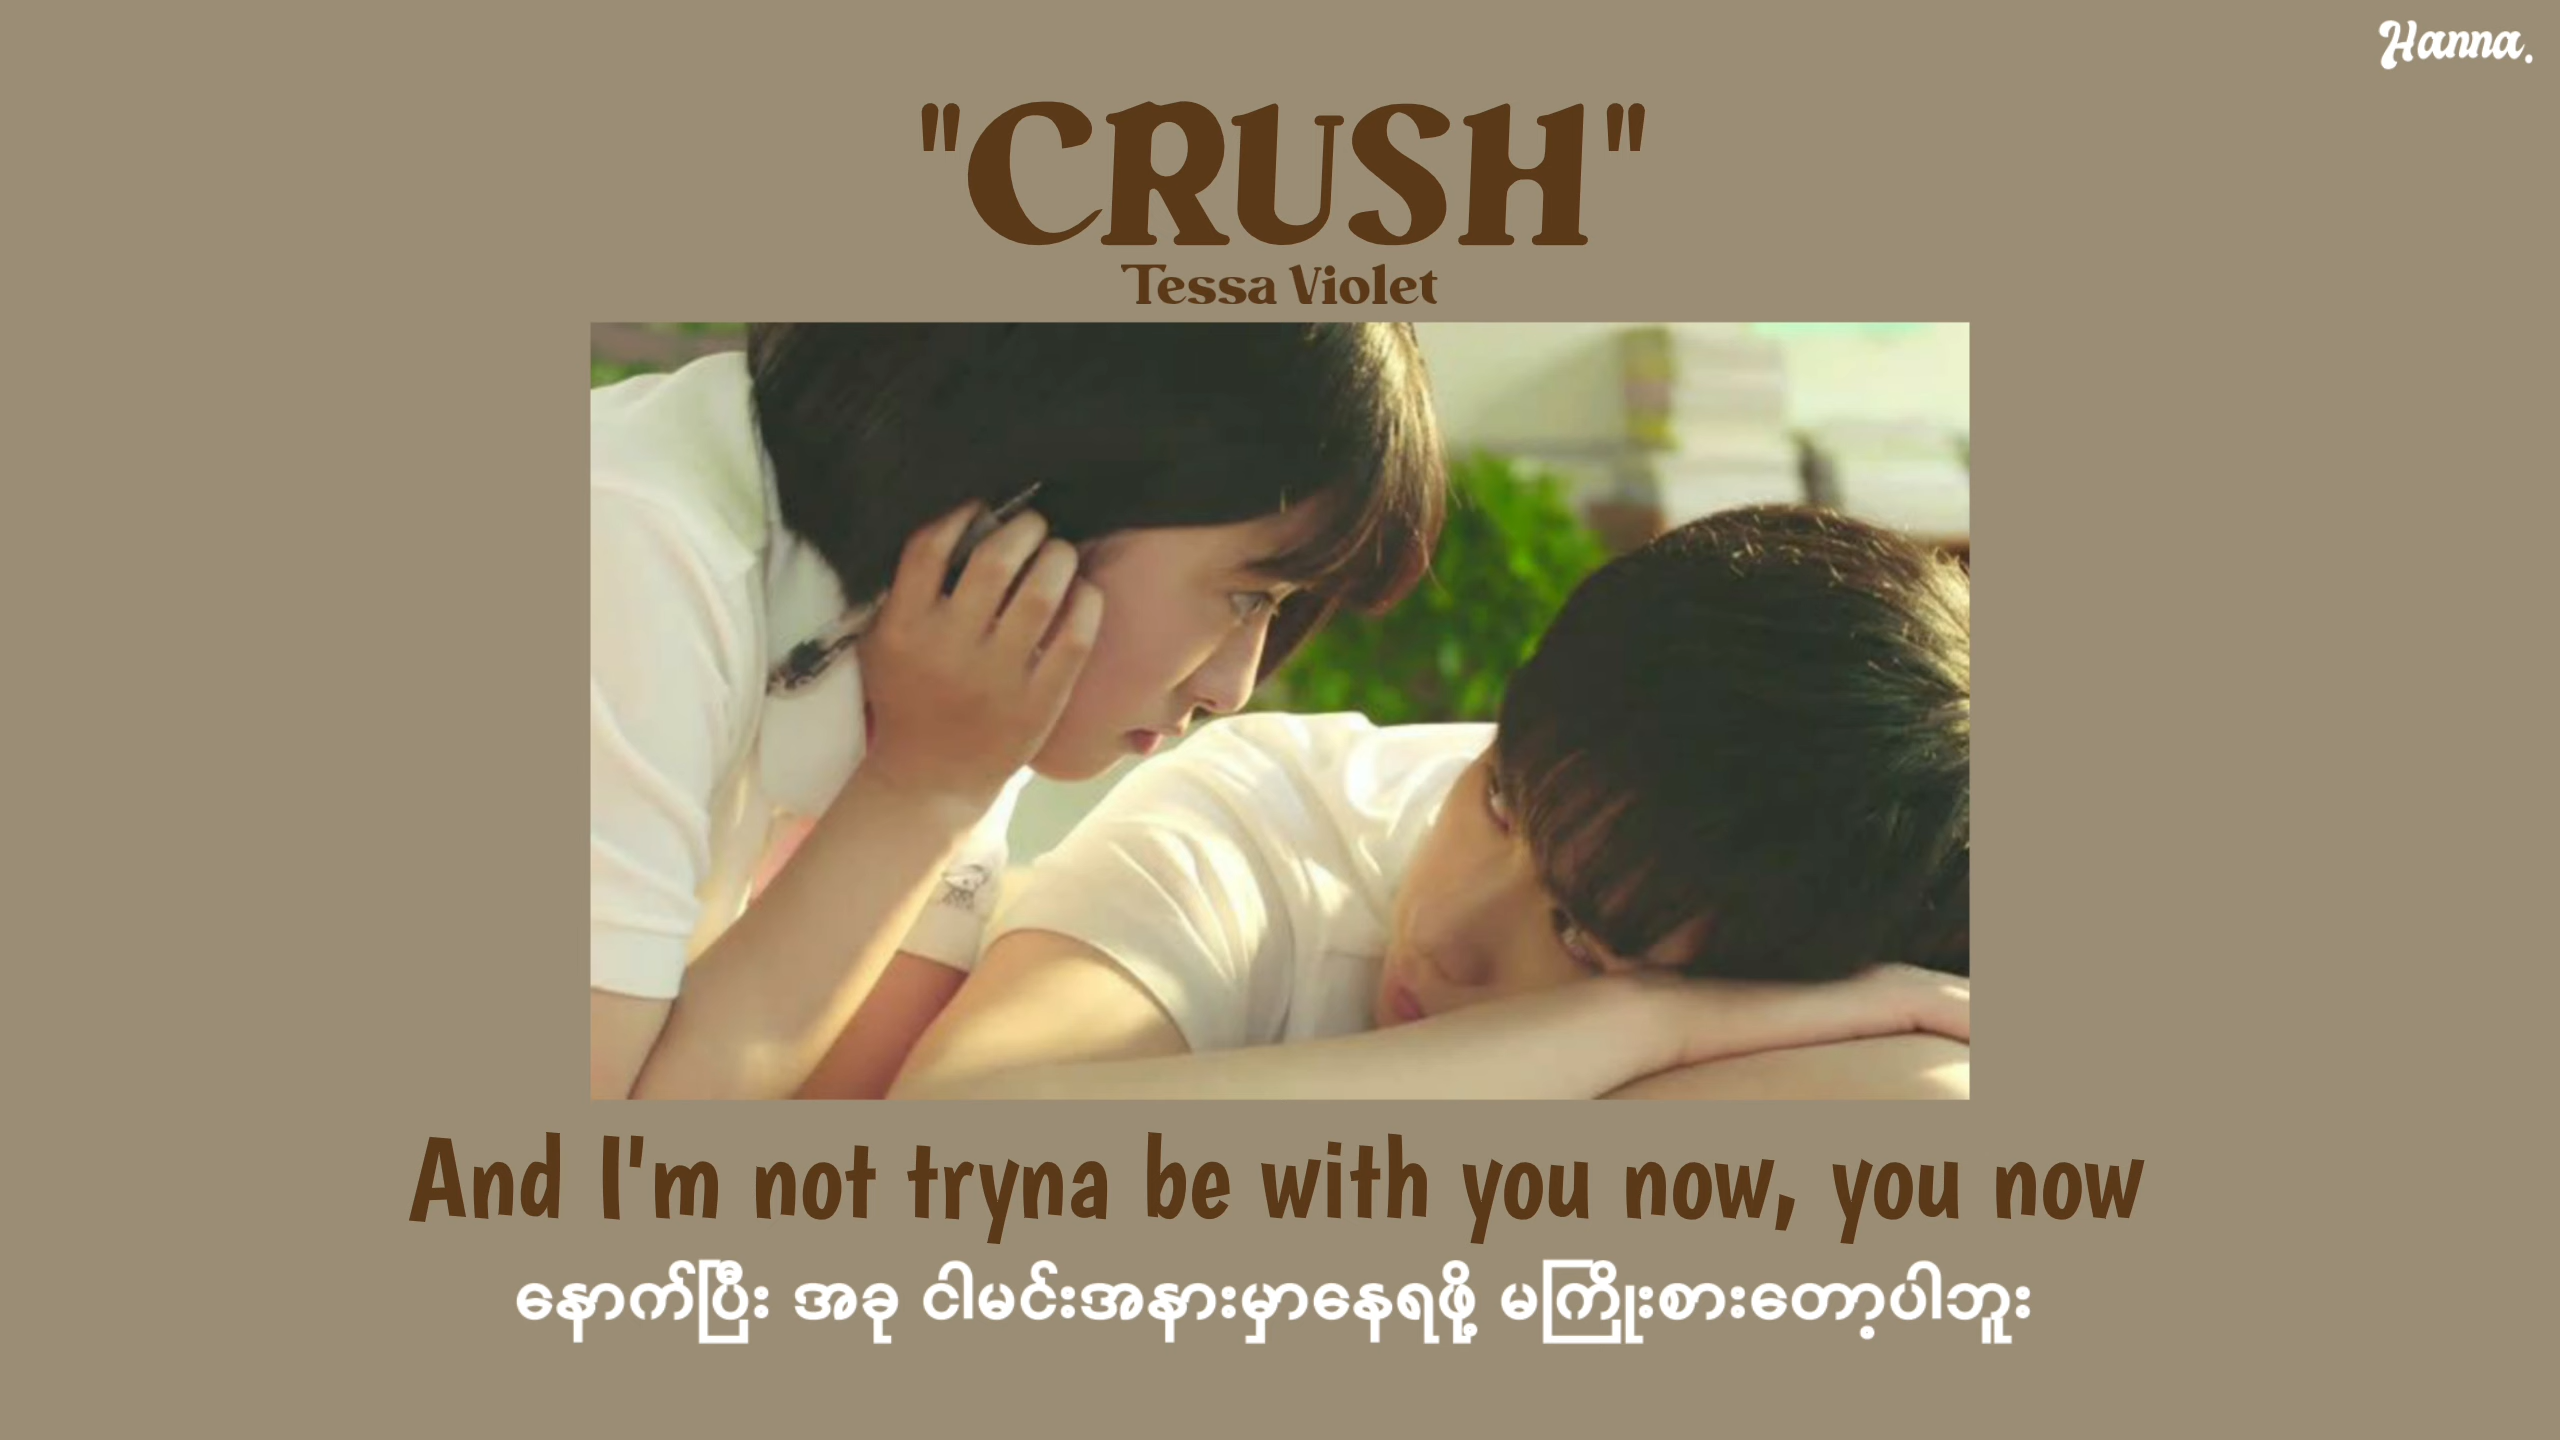 Hanna.
"CRUSH"
Tessa Violet
And I'm not tryna be with you now, you now
နောက်ပြီး အခု ငါမင်းအနားမှာနေရဖို့ မကြိုးစားတော့ပါဘူး